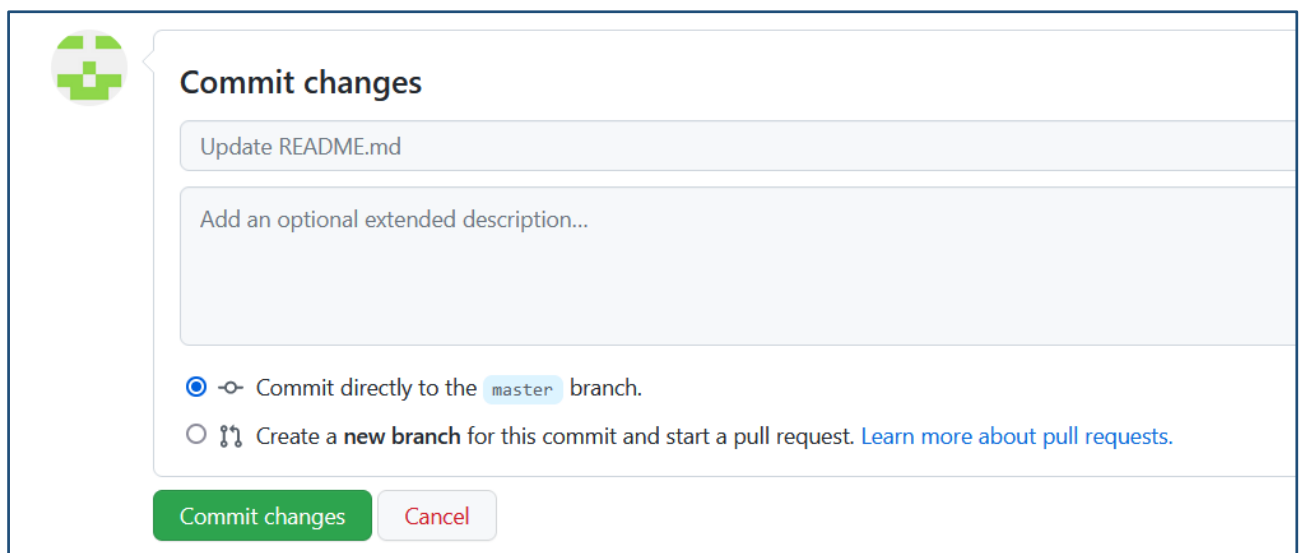 Commit changes
Update README.md
Add an optional extended description...
Commit directly to the master branch.
Create a new branch for this commit and start a pull request. Learn more about pull requests.
Commit changes
Cancel